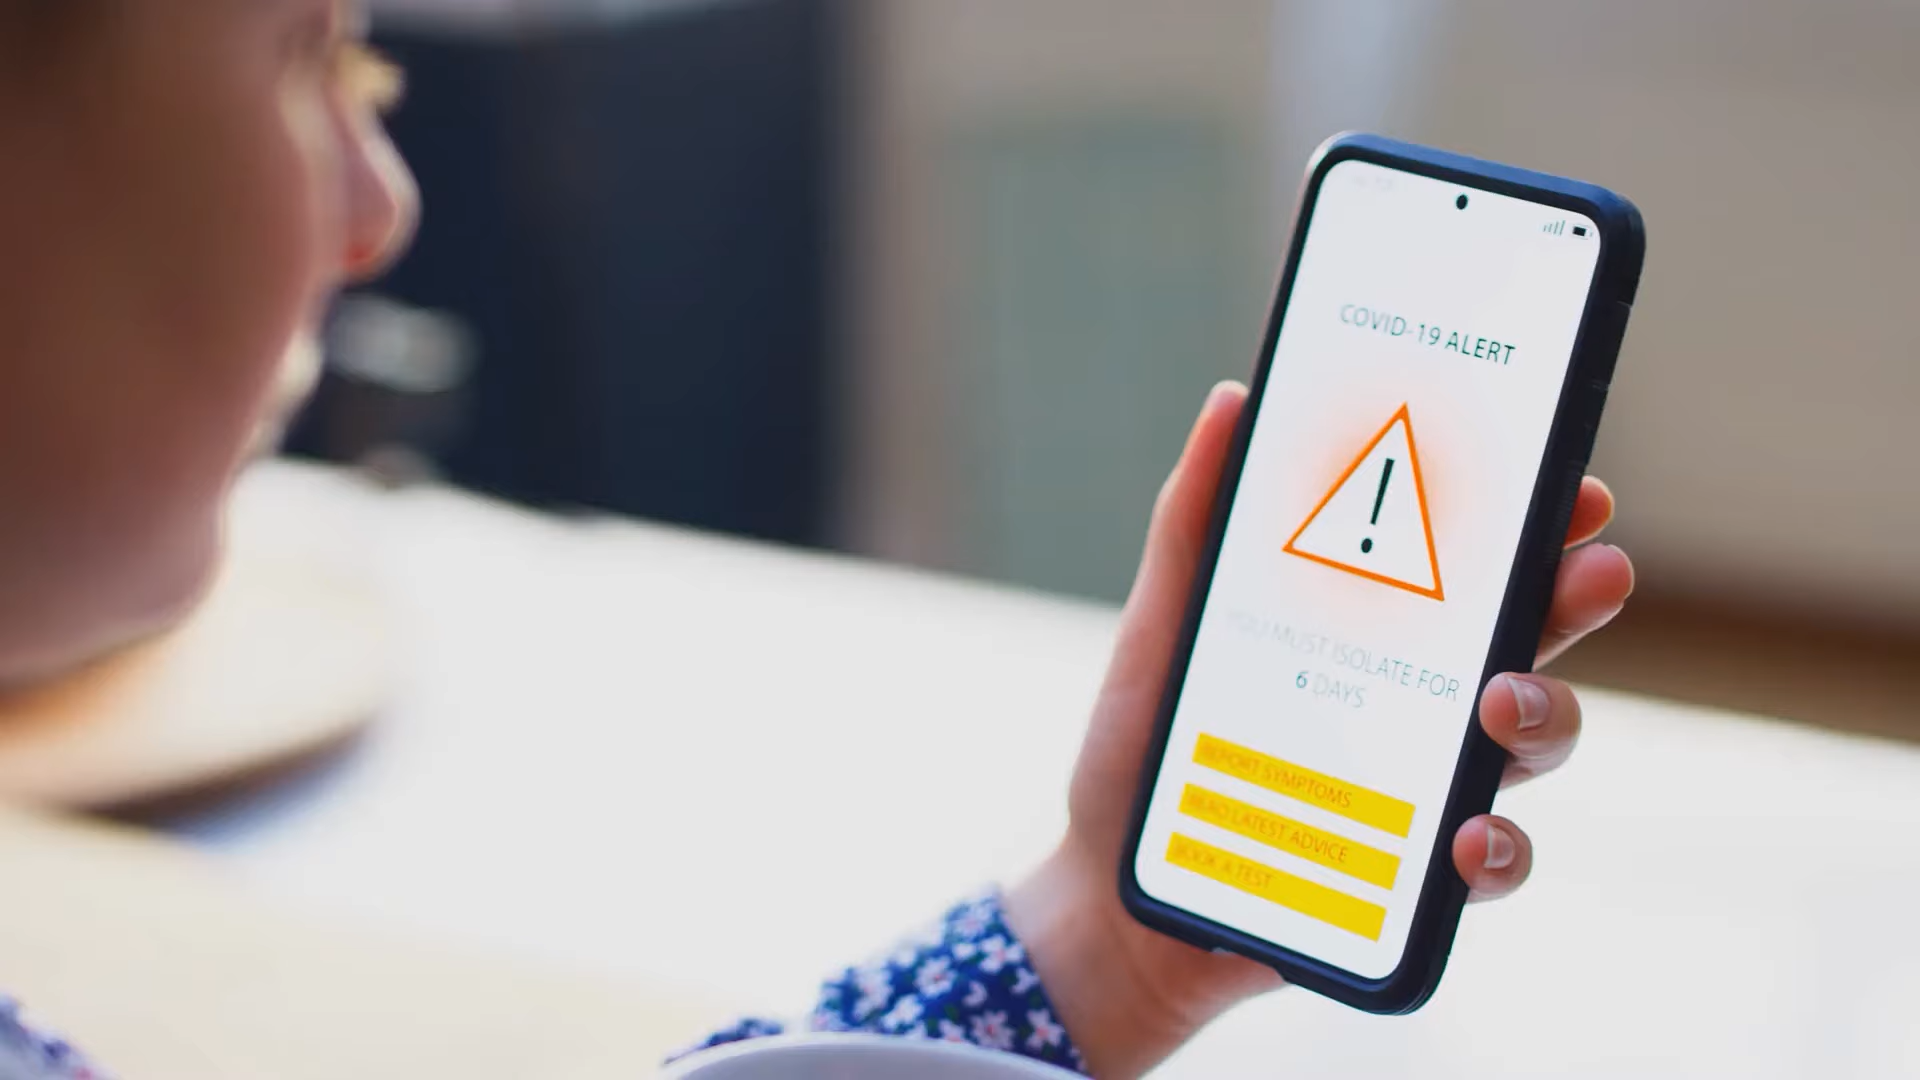 COVID-19 ALERT
!
YOU MUST ISOLATE FOR
6 DAYS
REPORT SYMPTOMS
READ LATEST ADVICE
BOOK A TEST